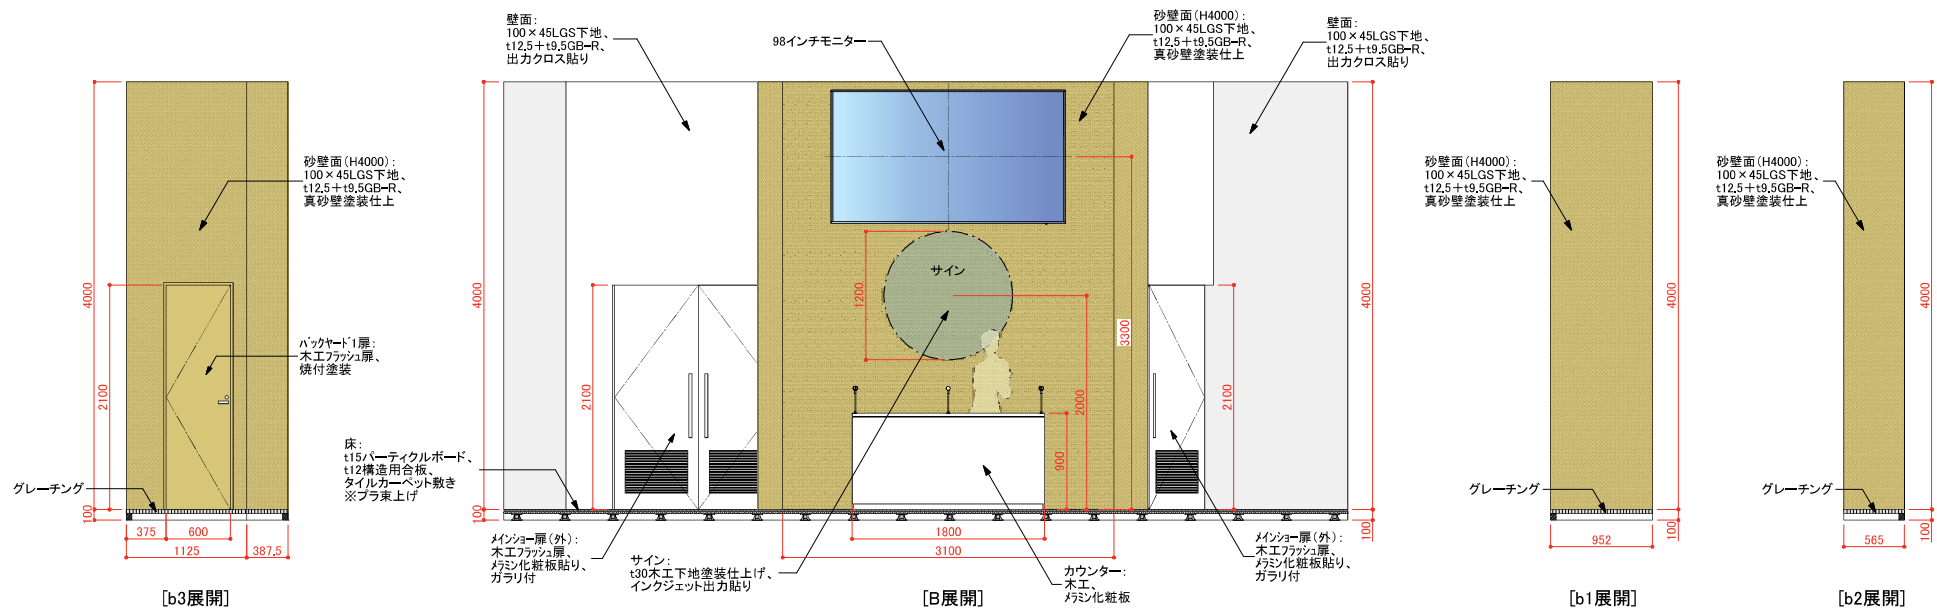 壁面:
100×45LGS下地、
t12.5+t9.5GB-R、
出力クロス貼り
98インチモニター
砂壁面(H4000):
100×45LGS下地、
t12.5+t9.5GB-R、
真砂壁塗装仕上
壁面:
100×45LGS下地、
t12.5+t9.5GB-R、
出力クロス貼り
砂壁面(H4000):
100×45LGS下地、
t12.5+t9.5GB-R、
真砂壁塗装仕上
4000
2100
100
バックヤード1扉:
木工フラッシュ扉、
焼付塗装
グレーチング
375
600
1125
387.5
[b3展開]
4000
2100
100
床:
t15パーティクルボード、
t12構造用合板、
タイルカーペット敷き
※プラ束上げ
メインショー扉(外):
木工フラッシュ扉、
メラミン化粧板貼り、
ガラリ付
サイン
1200
3300
2000
900
2100
4000
100
1800
3100
サイン:
t30木工下地塗装仕上げ、
インクジェット出力貼り
カウンター:
木工、
メラミン化粧板
メインショー扉(外):
木工フラッシュ扉、
メラミン化粧板貼り、
ガラリ付
[B展開]
砂壁面(H4000):
100×45LGS下地、
t12.5+t9.5GB-R、
真砂壁塗装仕上
グレーチング
4000
100
952
[b1展開]
砂壁面(H4000):
100×45LGS下地、
t12.5+t9.5GB-R、
真砂壁塗装仕上
グレーチング
4000
100
565
[b2展開]